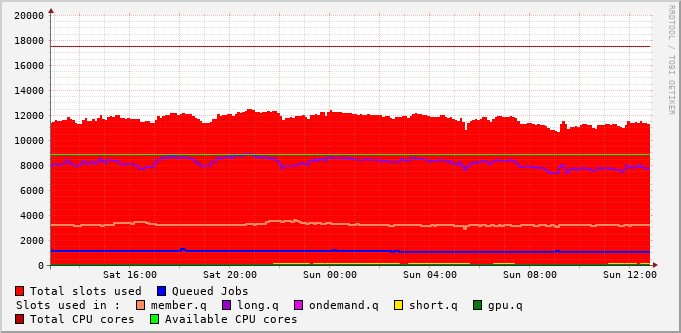 20000
18000
16000
14000
12000
10000
8000
6000
4000
2000
0
Sat 16:00 Sat 20:00 Sun 00:00 Sun 04:00 Sun 08:00 Sun 12:00
Total slots used Queued Jobs
Slots used in : member.q long.q ondemand.q short.q gpu.q
Total CPU cores Available CPU cores
RRDTOOL / TOBI OETIKER